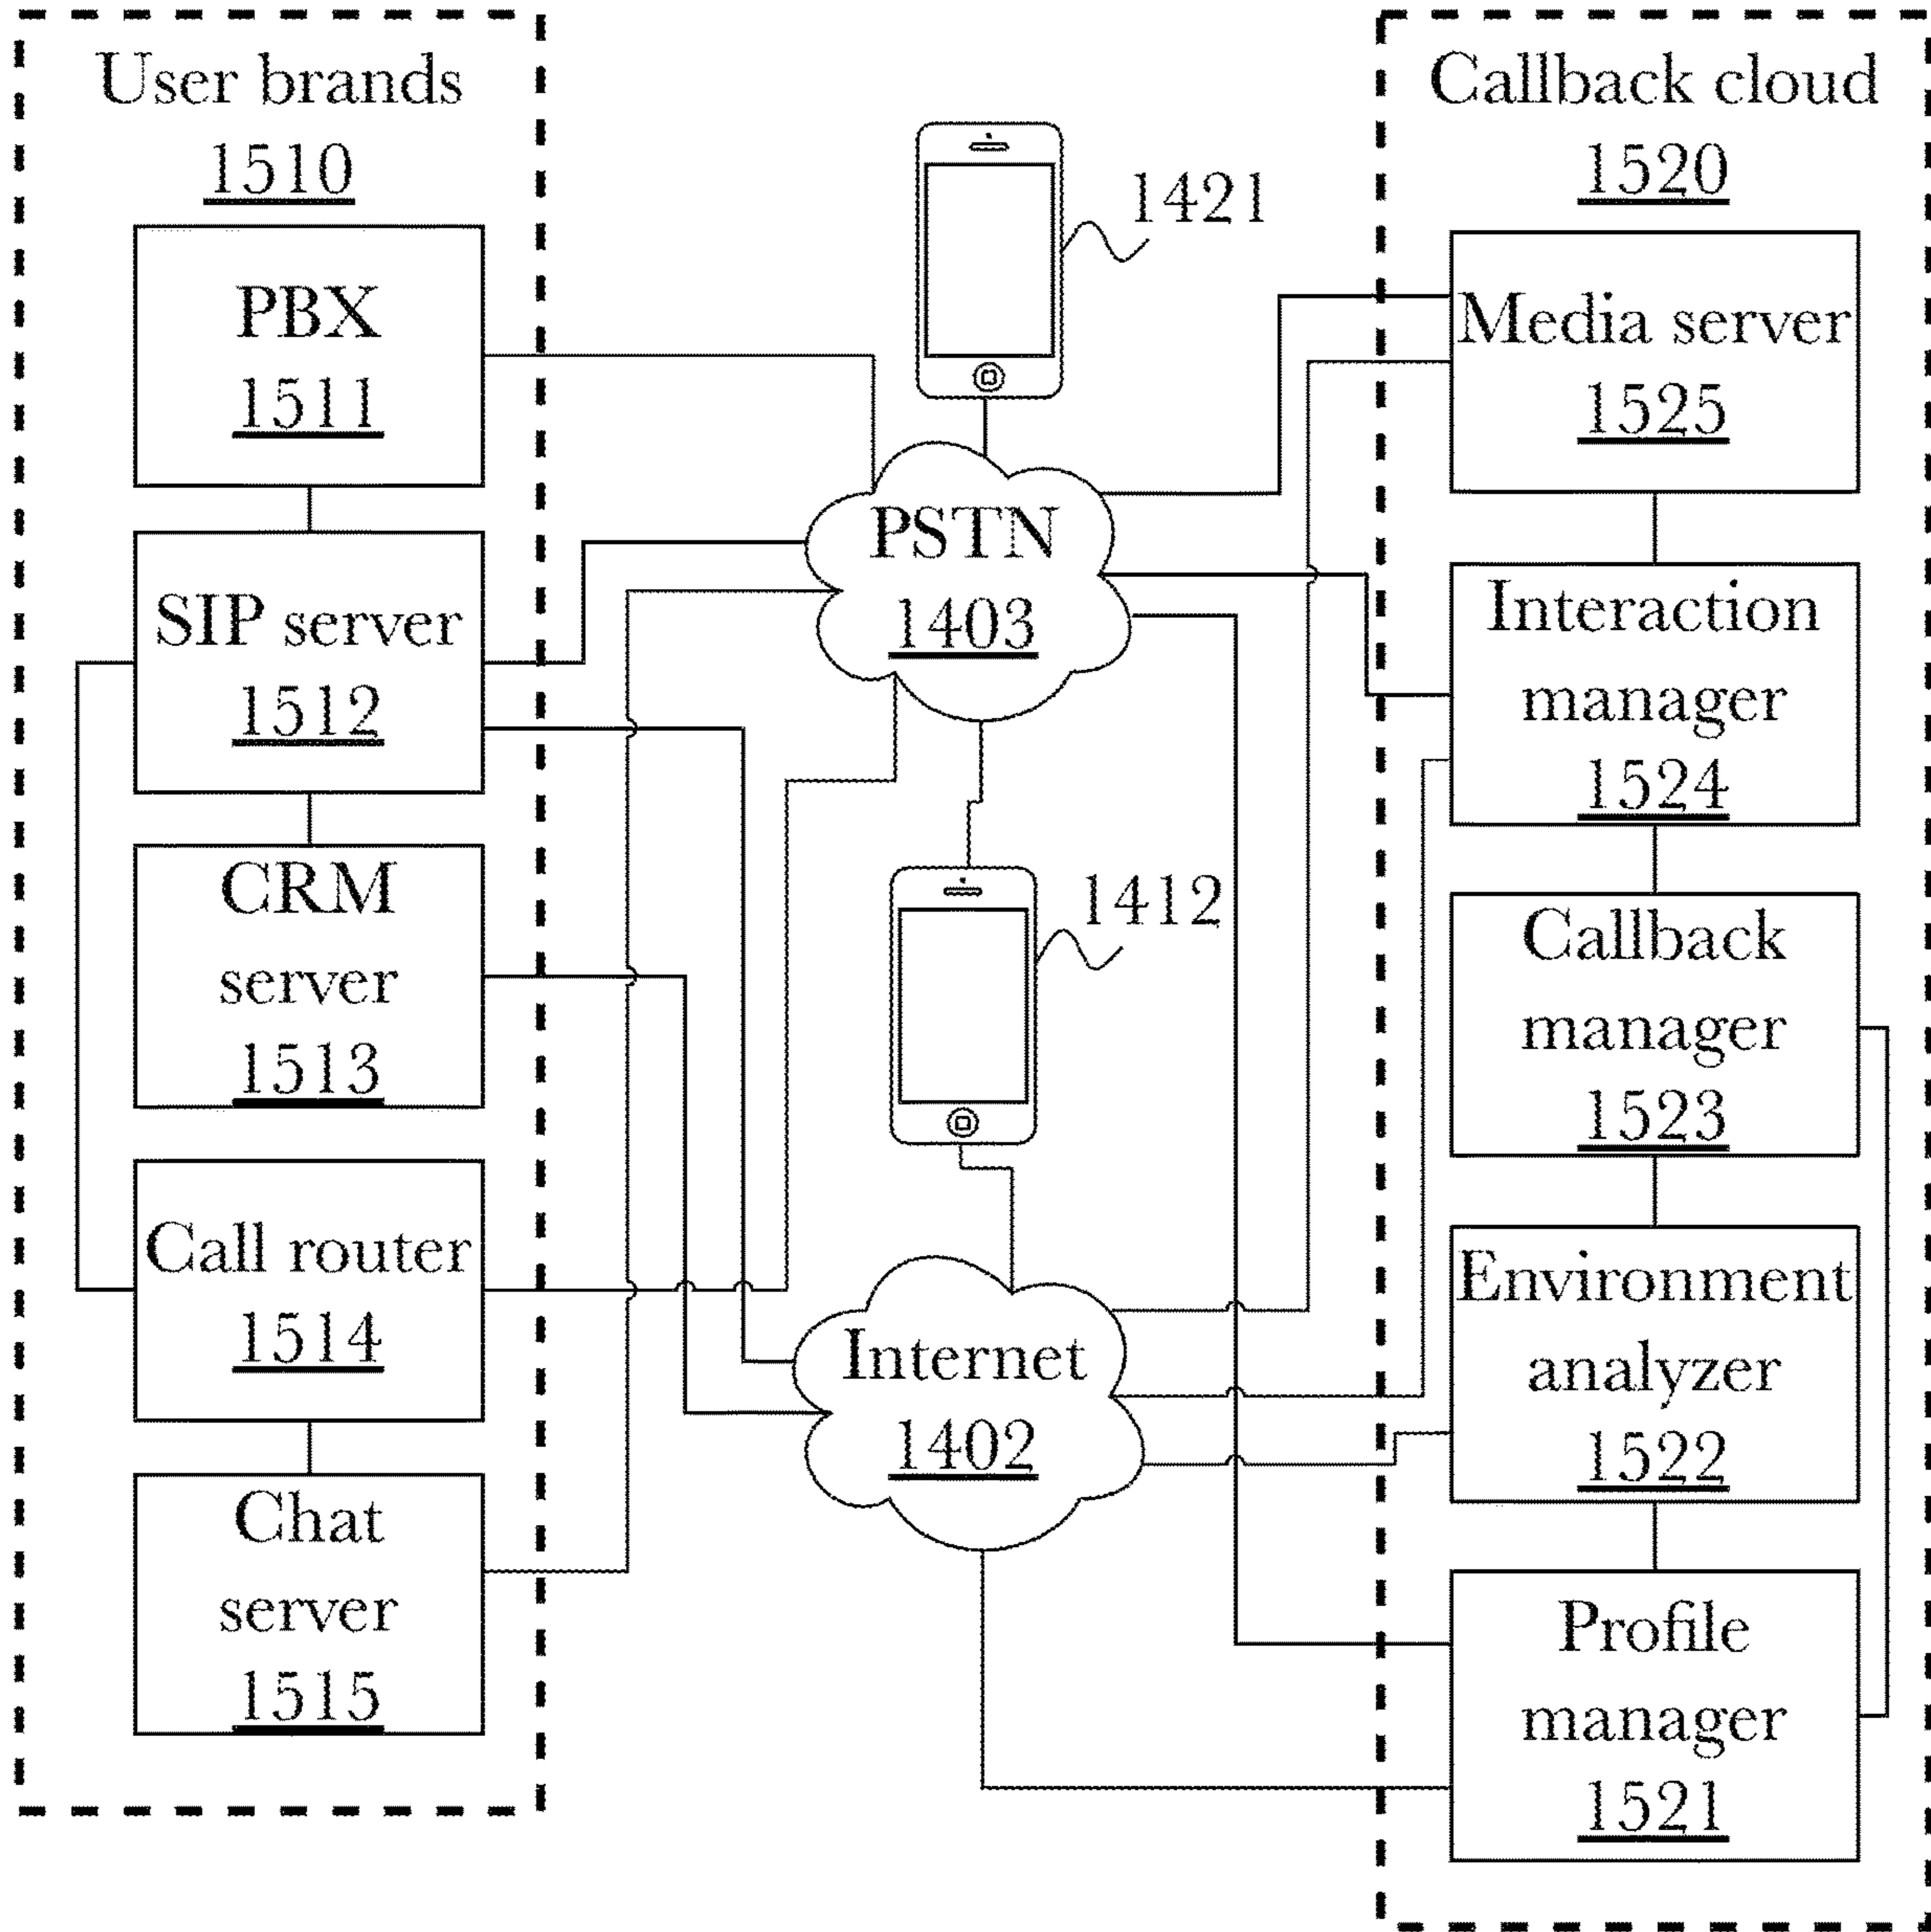 User brands
1510
PBX
1511
SIP server
1512
CRM
server
1513
Call router
1514
Chat
server
1515
1421
PSTN
1403
1412
Internet
1402
Callback cloud
1520
Media server
1525
Interaction
manager
1524
Callback
manager
1523
Environment
analyzer
1522
Profile
manager
1521